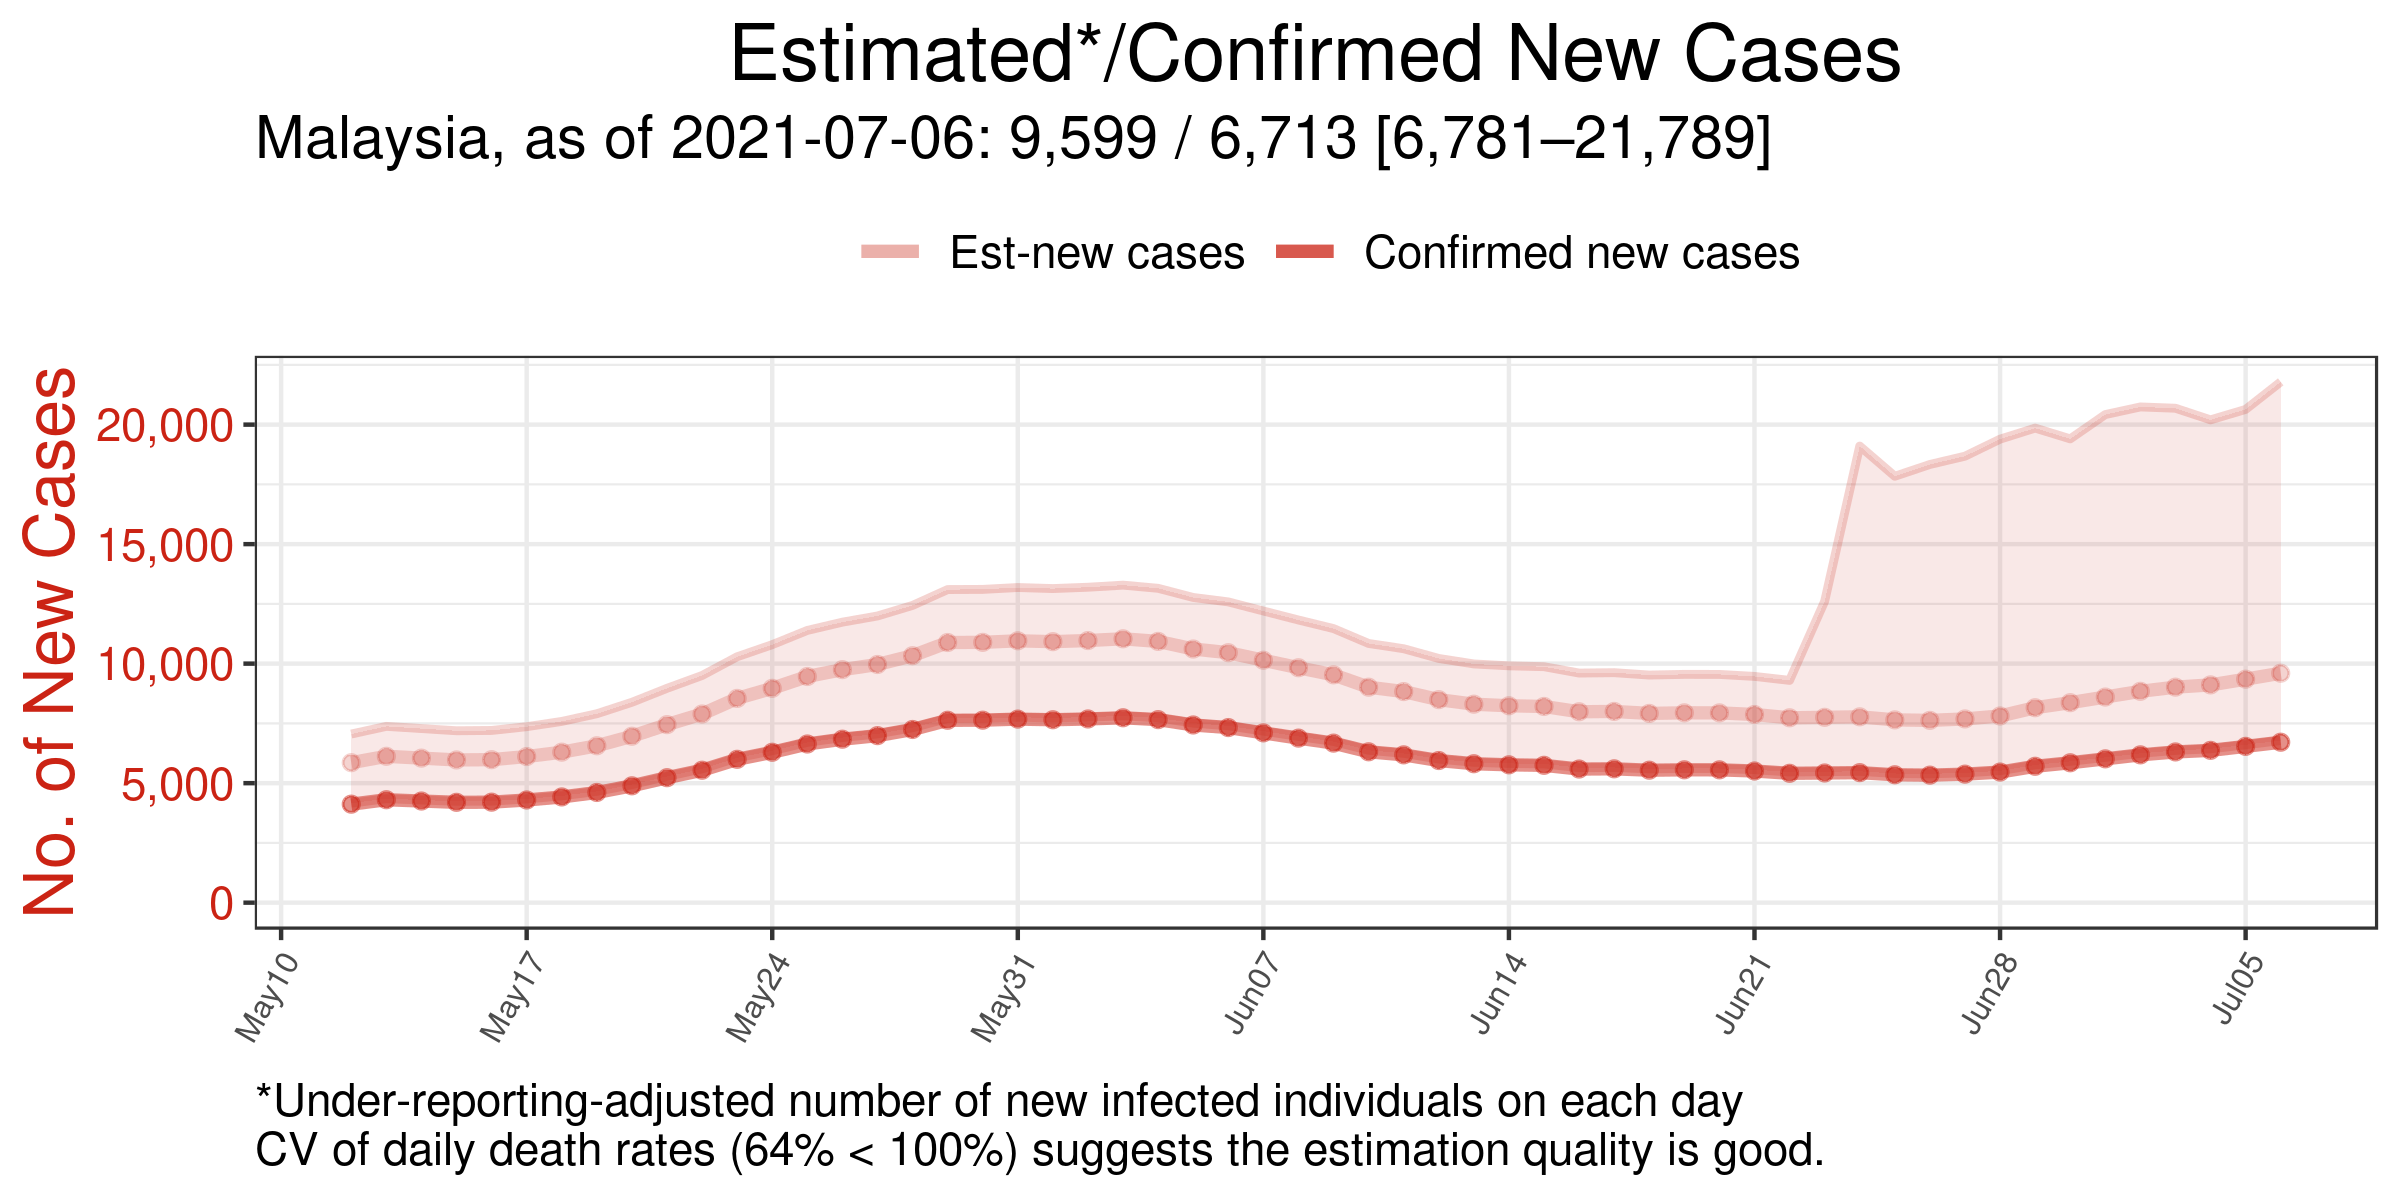 Estimated*/Confirmed New Cases
Malaysia, as of 2021-07-06: 9,599 / 6,713 [6,781–21,789]
Est-new cases
Confirmed new cases
No. of New Cases
20,000
15,000
10,000
5,000
0
May10
May17
May24
May31
Jun07
Jun14
Jun21
Jun28
Jul05
*Under-reporting-adjusted number of new infected individuals on each day
CV of daily death rates (64% < 100%) suggests the estimation quality is good.